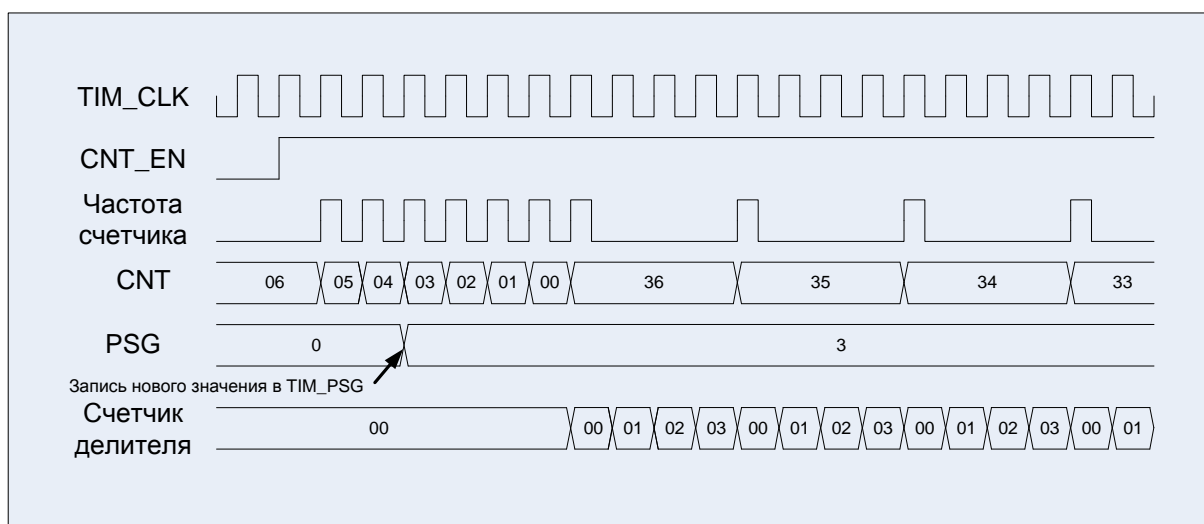 TIM_CLK
CNT_EN
Частота
счетчика
CNT
06 05 04 03 02 01 00 36 35 34 33
PSG
0 3
Запись нового значения в TIM_PSG
Счетчик
делителя
00 00 01 02 03 00 01 02 03 00 01 02 03 00 01